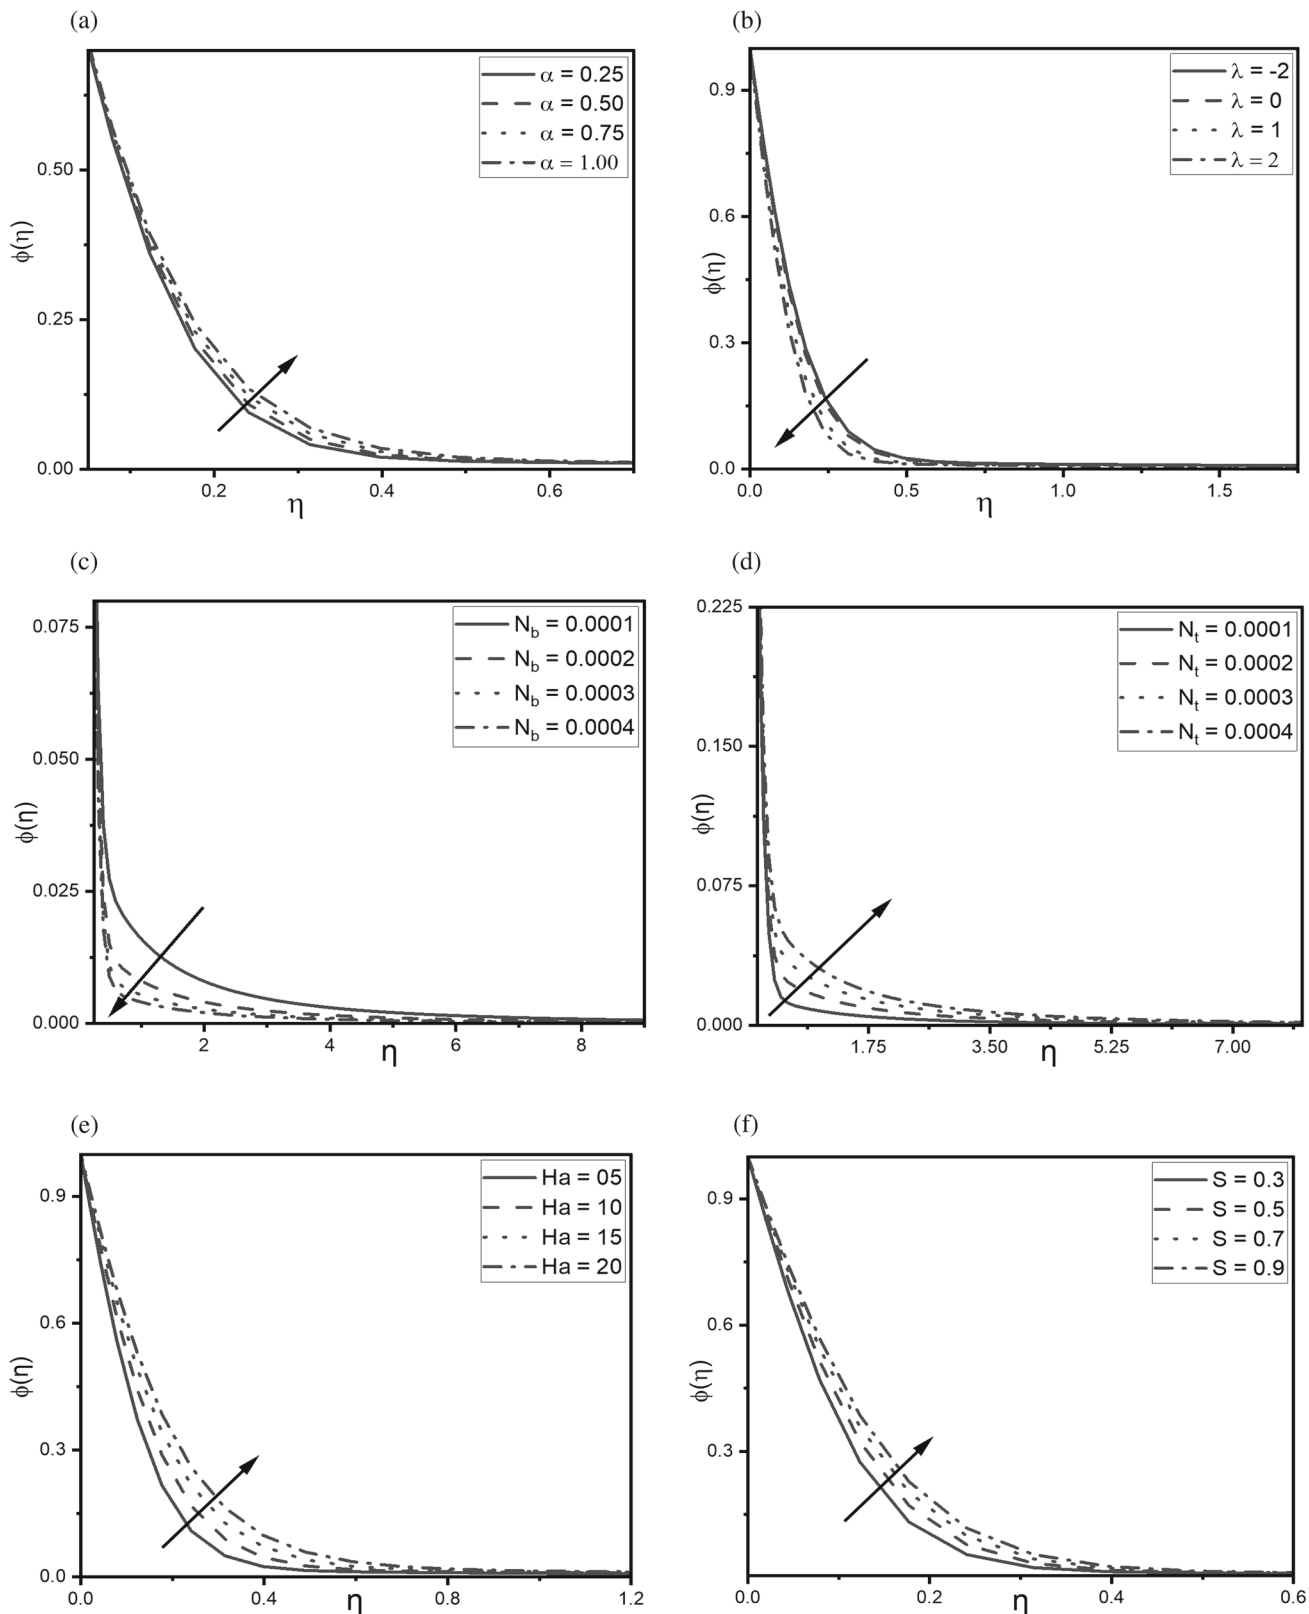 (a)
α = 0.25
α = 0.50
α = 0.75
α = 1.00
0.50
0.25
0.00
ϕ(η)
0.2
0.4
0.6
η
(b)
λ = -2
λ = 0
λ = 1
λ = 2
0.9
0.6
0.3
0.0
ϕ(η)
0.0
0.5
1.0
1.5
η
(c)
N_b = 0.0001
N_b = 0.0002
N_b = 0.0003
N_b = 0.0004
0.075
0.050
0.025
0.000
ϕ(η)
2
4
6
8
η
(d)
N_t = 0.0001
N_t = 0.0002
N_t = 0.0003
N_t = 0.0004
0.225
0.150
0.075
0.000
ϕ(η)
1.75
3.50
5.25
7.00
η
(e)
Ha = 05
Ha = 10
Ha = 15
Ha = 20
0.9
0.6
0.3
0.0
ϕ(η)
0.0
0.4
0.8
1.2
η
(f)
S = 0.3
S = 0.5
S = 0.7
S = 0.9
0.9
0.6
0.3
ϕ(η)
0.0
0.2
0.4
0.6
η